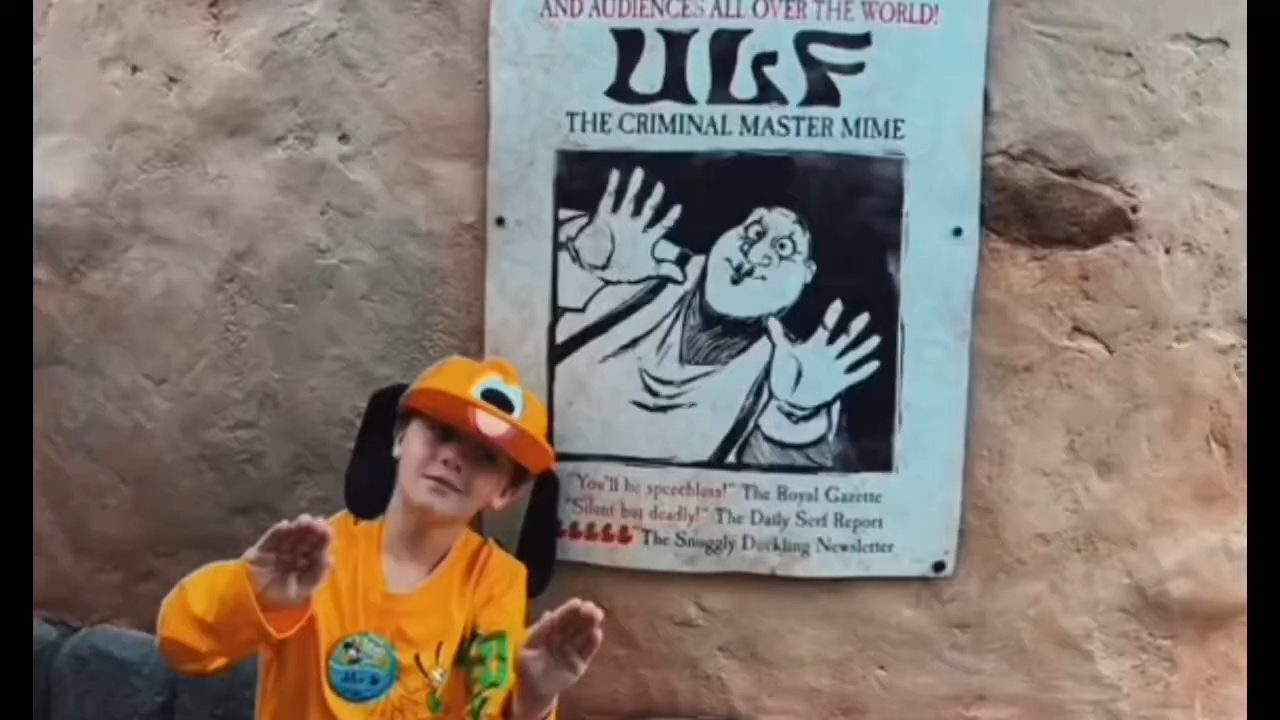 AND AUDIENCES ALL OVER THE WORLD!
ULF
THE CRIMINAL MASTER MIME
"You'll be speechless!" The Royal Gazette
"Silent but deadly!" The Daily Serf Report
The Snuggly Duckling Newsletter